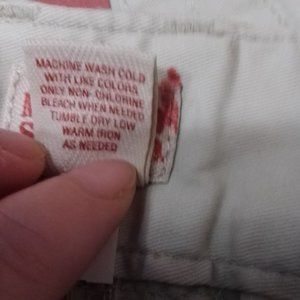 MACHINE WASH COLD
WITH LIKE COLORS
ONLY NON-CHLORINE
BLEACH WHEN NEEDED
TUMBLE DRY LOW
WARM IRON
AS NEEDED